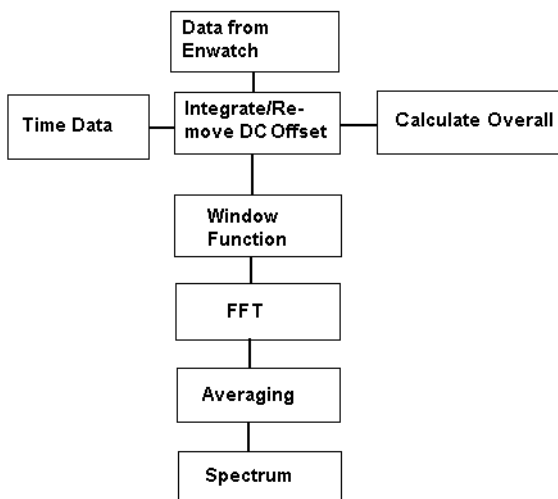 Data from
Enwatch
Time Data
Integrate/Re-
move DC Offset
Calculate Overall
Window
Function
FFT
Averaging
Spectrum